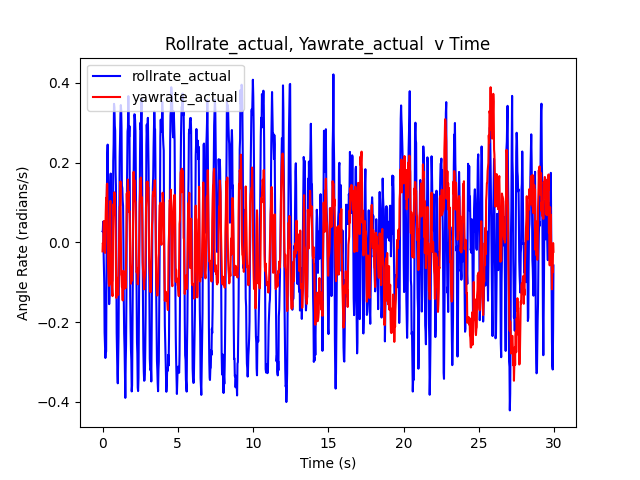 Rollrate_actual, Yawrate_actual  v Time
rollrate_actual
yawrate_actual
Angle Rate (radians/s)
0.4
0.2
0.0
−0.2
−0.4
0 5 10 15 20 25 30
Time (s)